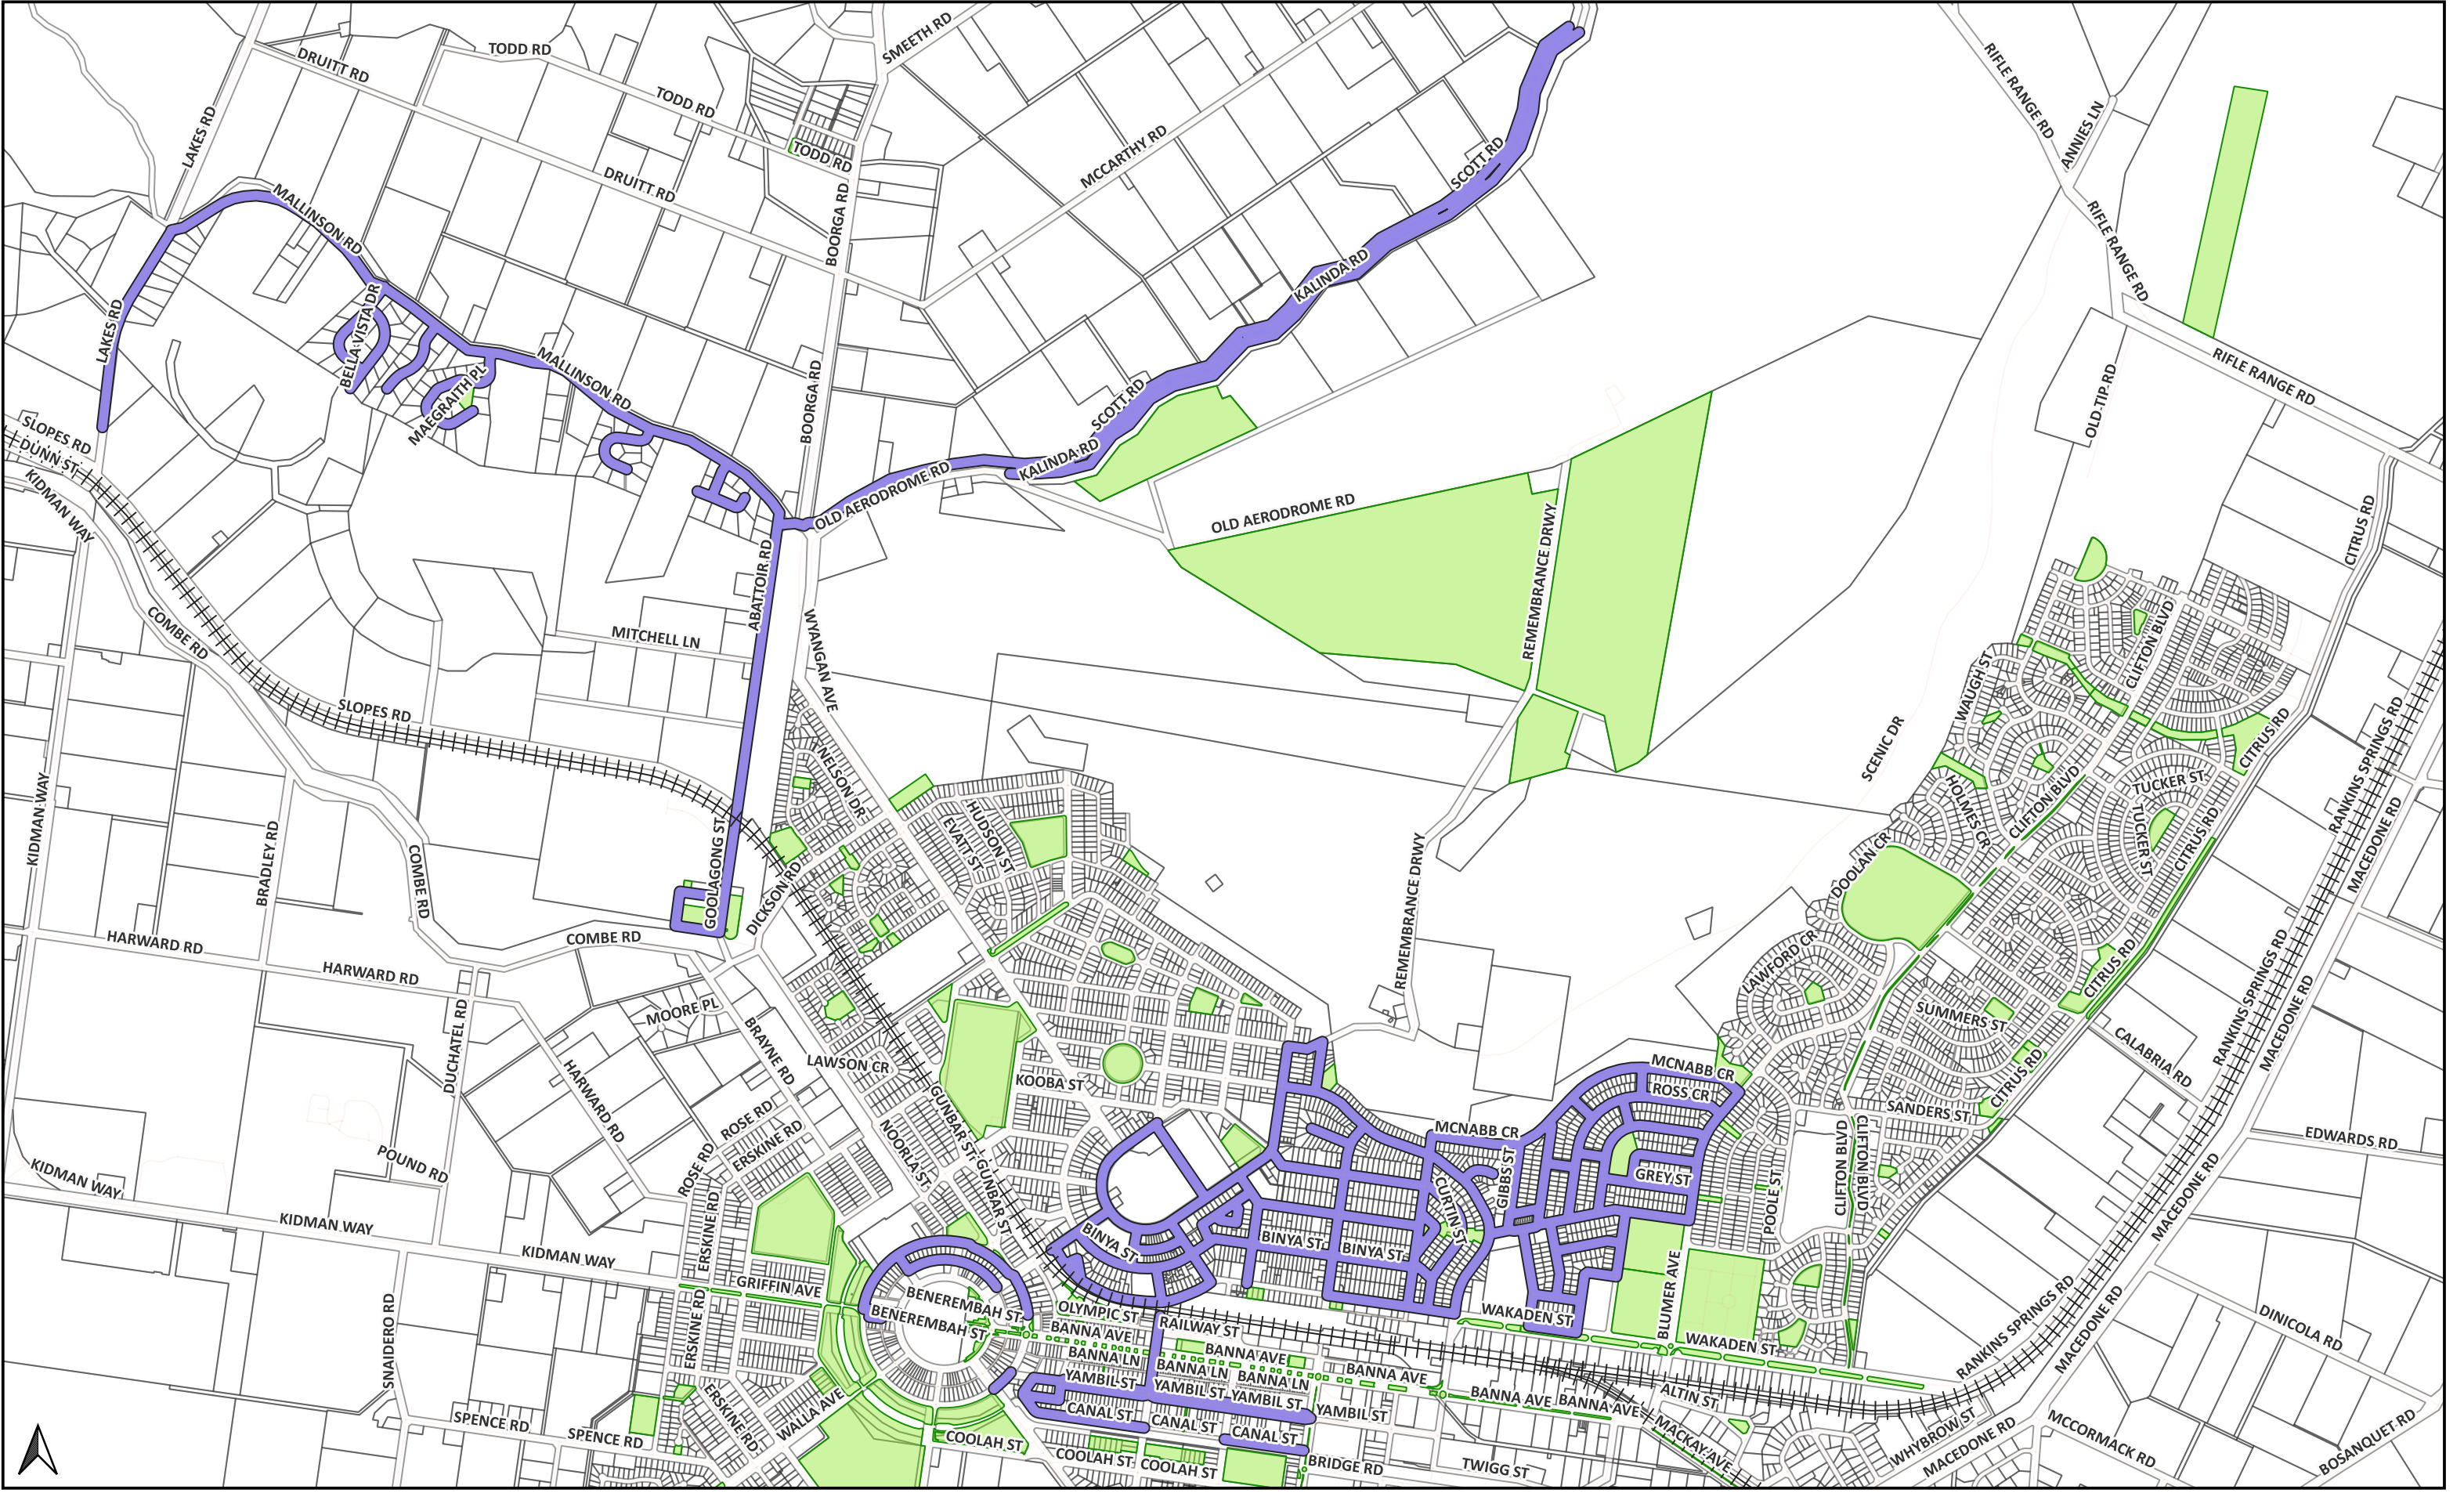 SMEETH RD
TODD RD
DRUITT RD
RIFLE RANGE RD
TODD RD
LAKES RD
ANNIES LN
MCCARTHY RD
TODD RD
SCOTT RD
DRUITT RD
MALLINSON RD
BOORGA RD
RIFLE RANGE RD
KALINDA RD
LAKES RD
BELLA VISTA DR
MALLINSON RD
RIFLE RANGE RD
MAEGRAITH PL
BOORGA RD
SCOTT RD
OLD TIP RD
SLOPES RD
DUNN ST
KALINDA RD
KIDMAN WAY
OLD AERODROME RD
OLD AERODROME RD
CITRUS RD
ABATTOIR RD
REMEMBRANCE DRWY
COMBE RD
MITCHELL LN
WYANGAN AVE
CLIFTON BLVD
WAUGH ST
SLOPES RD
SCENIC DR
CITRUS RD
RANKINS SPRINGS RD
NELSON DR
TUCKER ST
CLIFTON BLVD
KIDMAN WAY
HUDSON ST
EVATT ST
HOLMES CR
TUCKER ST
CITRUS RD
MACEDONE RD
BRADLEY RD
COMBE RD
GOOLAGONG ST
DICKSON RD
DOOLAN CR
REMEMBRANCE DRWY
HARWARD RD
COMBE RD
LAWFORD CR
CITRUS RD
RANKINS SPRINGS RD
HARWARD RD
MOORE PL
SUMMERS ST
MACEDONE RD
DUCHATEL RD
BRAYNE RD
LAWSON CR
KOOBA ST
MCNABB CR
ROSS CR
CITRUS RD
CALABRIA RD
HARWARD RD
ROSE RD
ERSKINE RD
GUNBAR ST
NOORLA ST
MCNABB CR
SANDERS ST
EDWARDS RD
POUND RD
KIDMAN WAY
ROSE RD
GUNBAR ST
GIBBS ST
GREY ST
CURTIN ST
POOLE ST
CLIFTON BLVD
CLIFTON BLVD
MACEDONE RD
KIDMAN WAY
ERSKINE RD
KIDMAN WAY
BINYA ST
BINYA ST
BINYA ST
GRIFFIN AVE
BENEREMBAH ST
BENEREMBAH ST
OLYMPIC ST
RAILWAY ST
WAKADEN ST
BLUMER AVE
WAKADEN ST
RANKINS SPRINGS RD
MACEDONE RD
DINICOLA RD
SNAIDERO RD
ERSKINE RD
BANNA AVE
BANNA AVE
BANNA LN
BANNA LN
BANNA LN
BANNA AVE
YAMBIL ST
YAMBIL ST
YAMBIL ST
YAMBIL ST
BANNA AVE
BANNA AVE
ALTIN ST
ERSKINE RD
WALLA AVE
CANAL ST
CANAL ST
CANAL ST
SPENCE RD
SPENCE RD
COOLAH ST
COOLAH ST
COOLAH ST
BRIDGE RD
TWIGG ST
MACKAY AVE
WHYBROW ST
MACEDONE RD
MCCORMACK RD
BOSANQUET RD